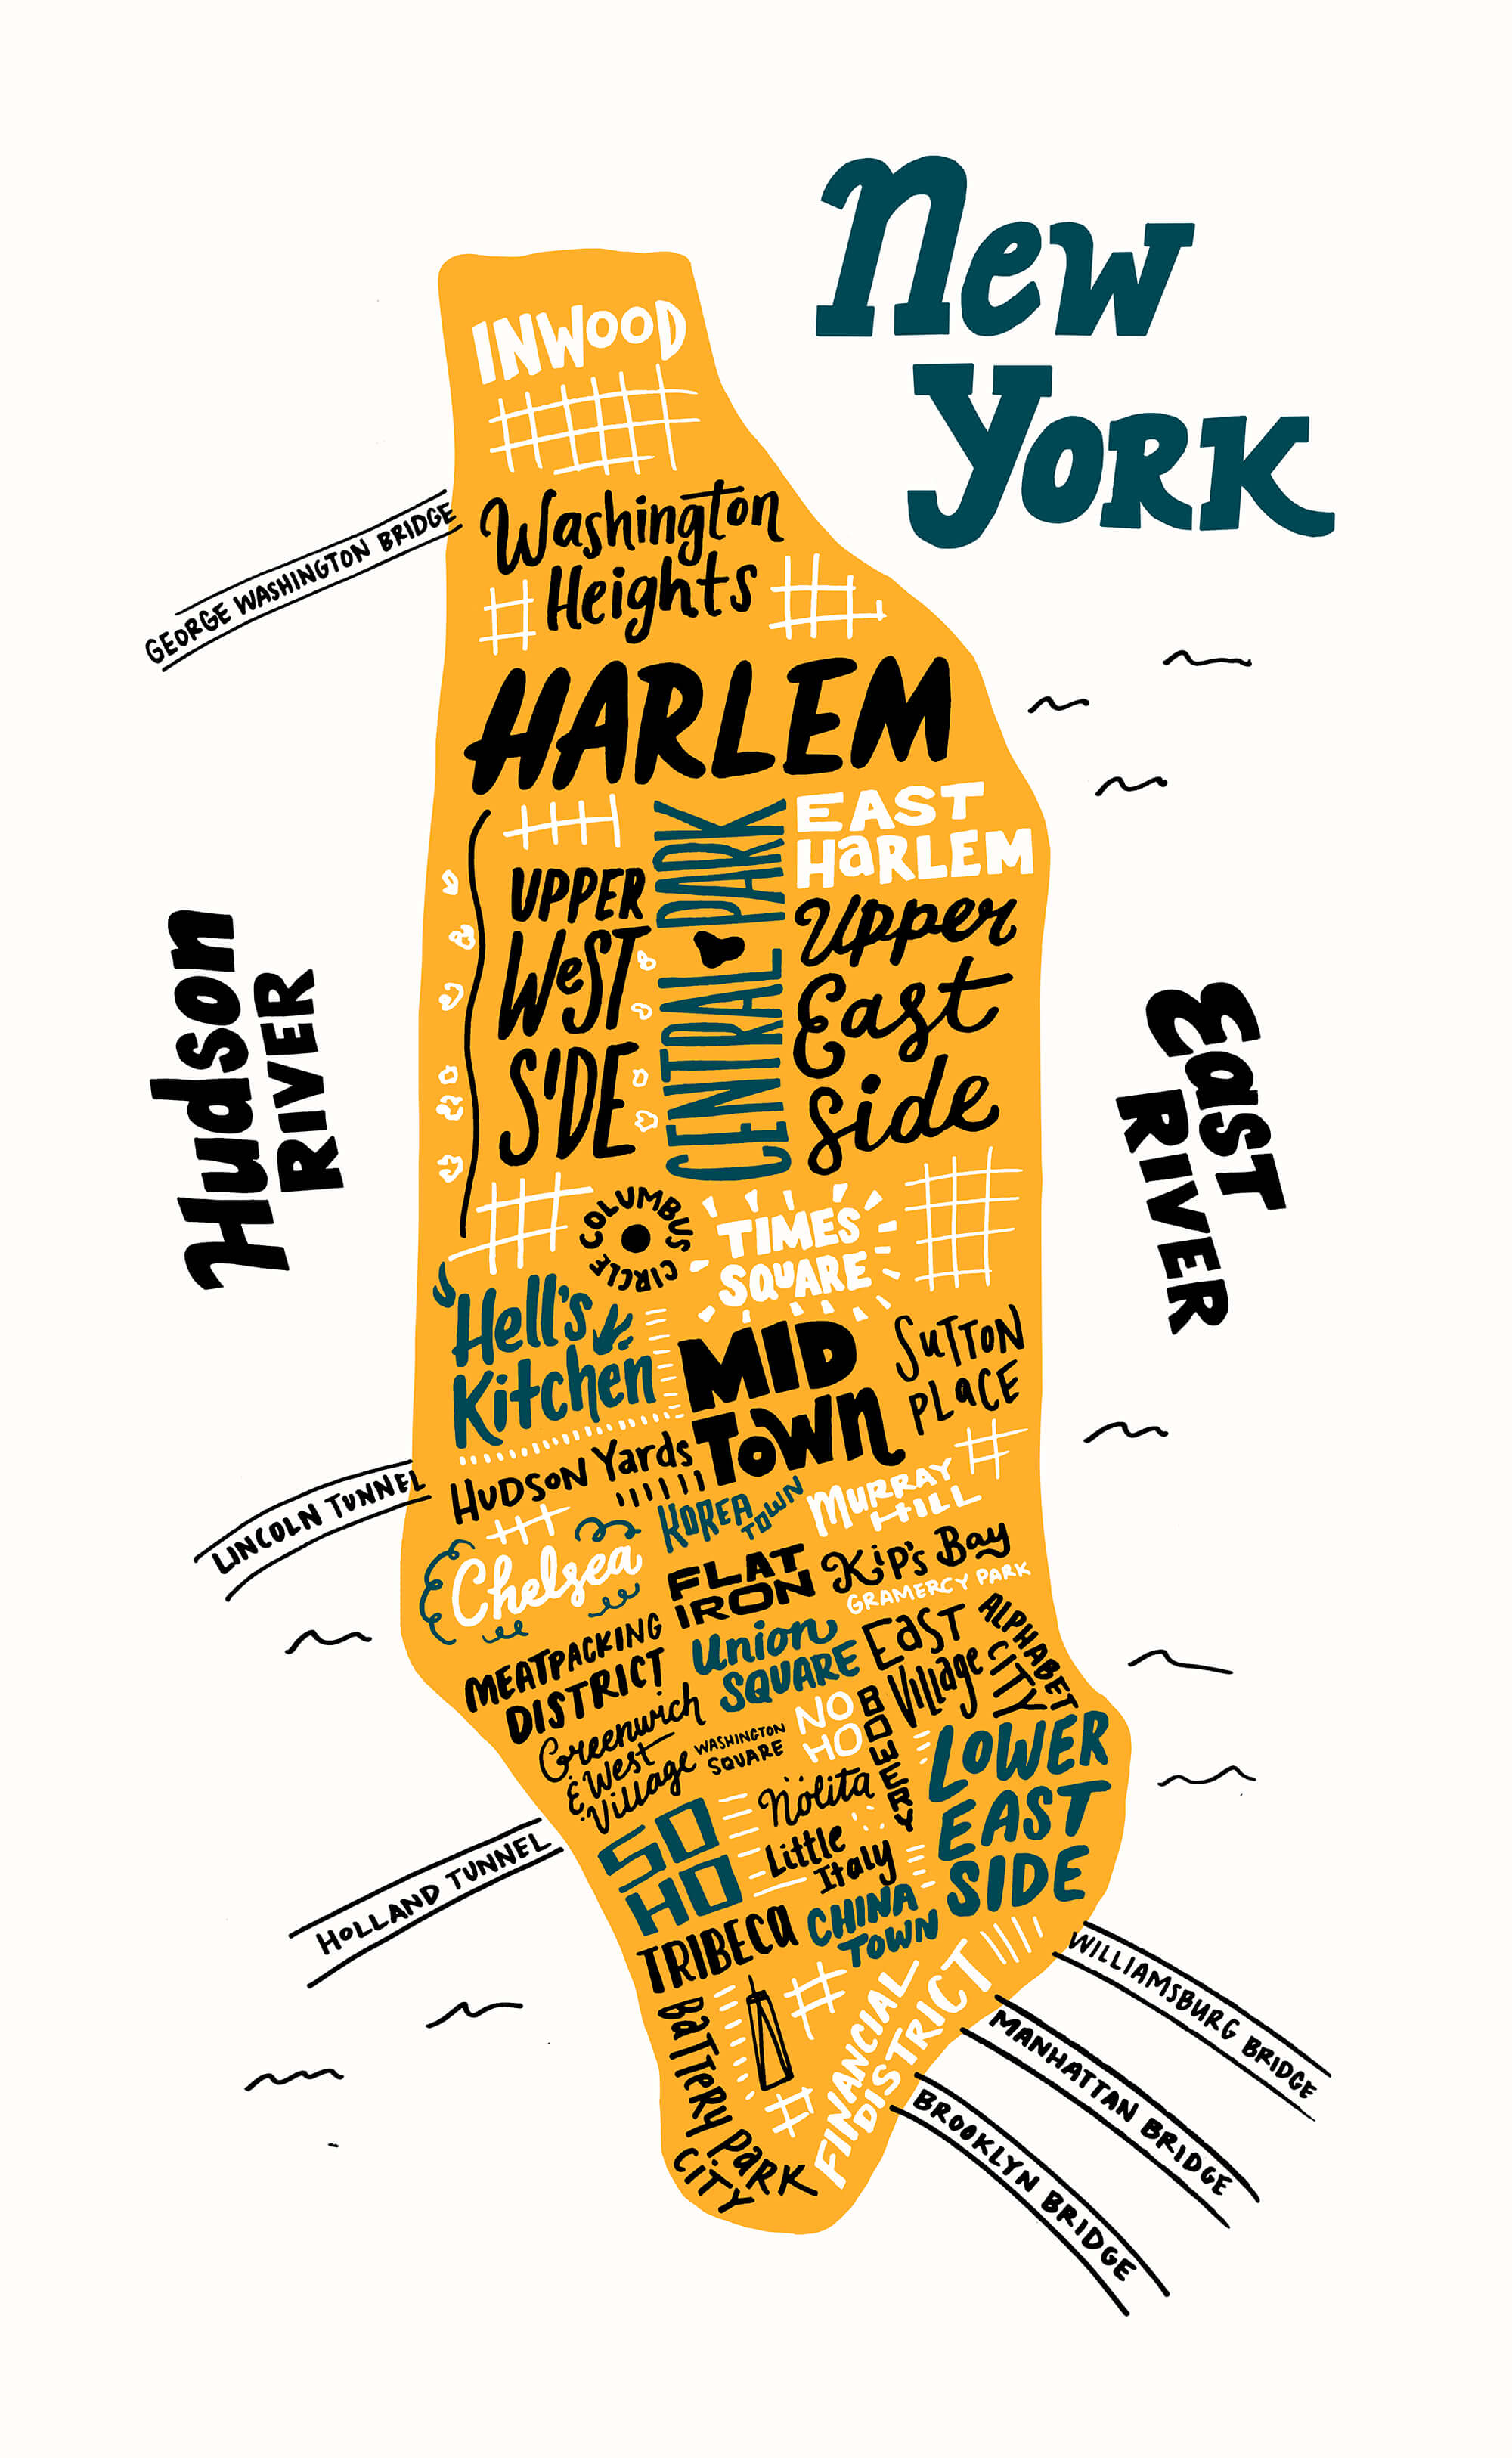 New
York
INWOOD
GEORGE WASHINGTON BRIDGE
Washington
Heights
HARLEM
EAST
HARLEM
UPPER
WEST
SIDE
CENTRAL PARK
Upper
East
Side
Hudson
RIVER
East
RIVER
COLUMBUS CIRCLE
TIMES
SQUARE
Hell's
Kitchen
MID
TOWN
SUTTON
PLACE
HUDSON Yards
LINCOLN TUNNEL
KOREA
TOWN
MURRAY
HILL
Chelsea
FLAT
IRON
Kip's Bay
GRAMERCY PARK
MEATPACKING
DISTRICT
Union
SQUARE
EaST
Village
ALPHABET
CITY
Greenwich
& West
Village
WASHINGTON
SQUARE
NO
HO
BOWERY
LOWER
EAST
SIDE
SO
HO
Nolita
Little
Italy
HOLLAND TUNNEL
TRIBECA
CHINA
TOWN
BATTERY PARK
CITY
FINANCIAL
DISTRICT
WILLIAMSBURG BRIDGE
MANHATTAN BRIDGE
BROOKLYN BRIDGE